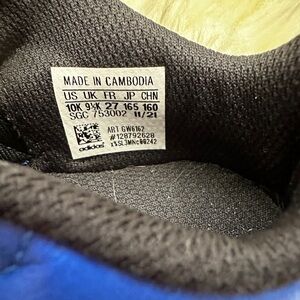 MADE IN CAMBODIA
US UK FR JP CHN
10K 9½K 27 165 160
SGC 753002 11/21
ART GW6162
#128792628
adidas